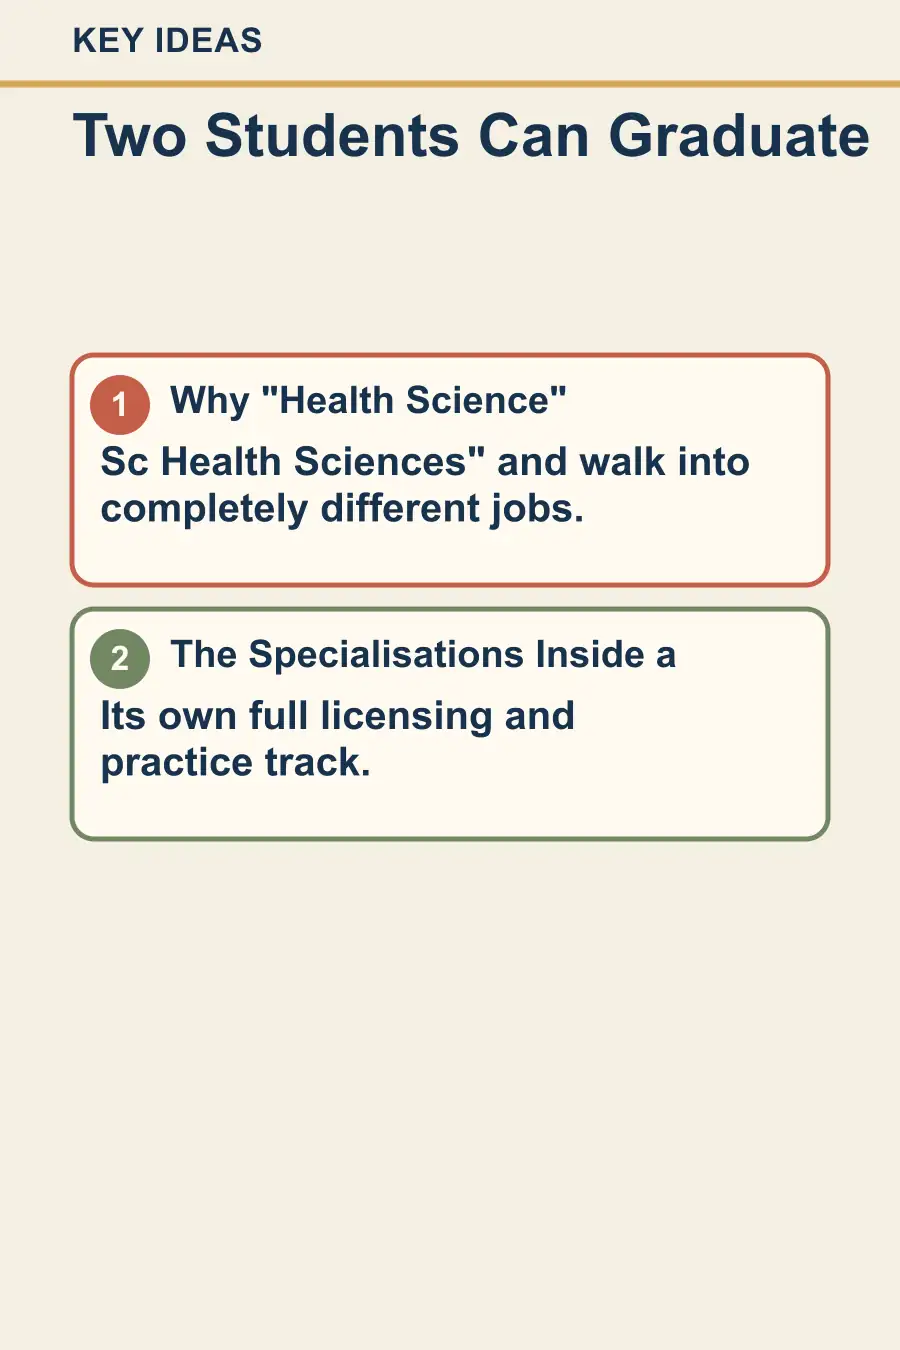 KEY IDEAS
Two Students Can Graduate
1
Why "Health Science"
Sc Health Sciences" and walk into
completely different jobs.
2
The Specialisations Inside a
Its own full licensing and
practice track.